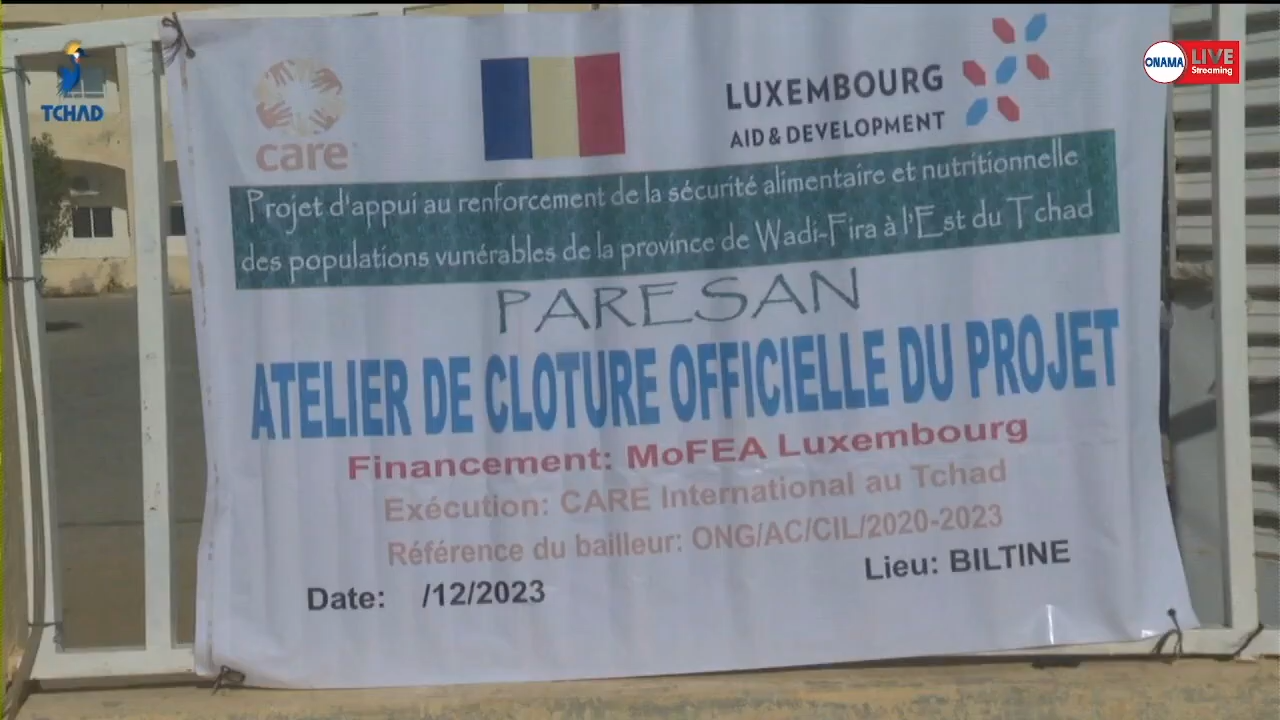 TCHAD
ONAMA LIVE
Streaming
care
LUXEMBOURG
AID & DEVELOPMENT
Projet d'appui au renforcement de la sécurité alimentaire et nutritionnelle
des populations vunérables de la province de Wadi-Fira à l'Est du Tchad
PARESAN
ATELIER DE CLOTURE OFFICIELLE DU PROJET
Financement: MoFEA Luxembourg
Exécution: CARE International au Tchad
Référence du bailleur: ONG/AC/CIL/2020-2023
Date: /12/2023
Lieu: BILTINE